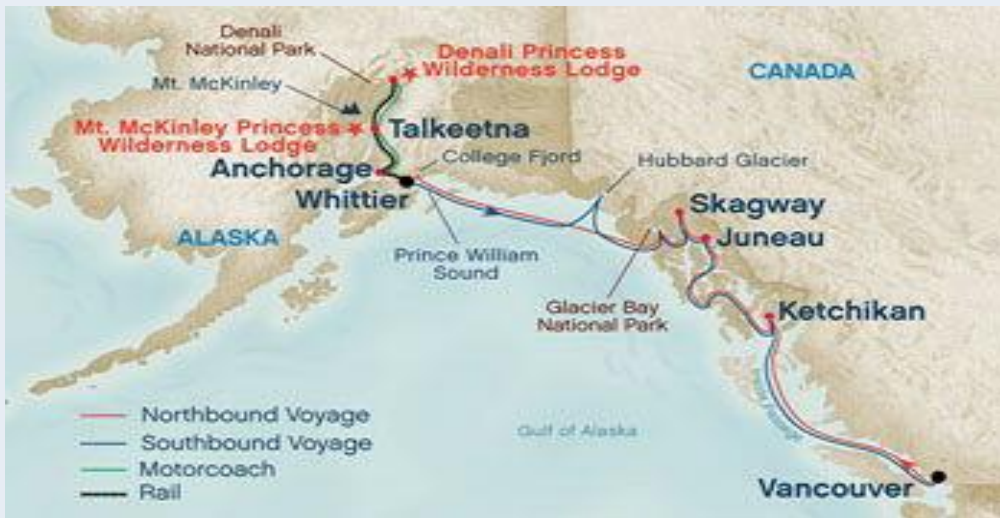 Denali
National Park
Denali Princess
Wilderness Lodge
CANADA
Mt. McKinley
Mt. McKinley Princess
Wilderness Lodge
Talkeetna
College Fjord
Hubbard Glacier
Anchorage
Whittier
Skagway
ALASKA
Juneau
Prince William
Sound
Glacier Bay
National Park
Ketchikan
Northbound Voyage
Southbound Voyage
Motorcoach
Rail
Gulf of Alaska
Vancouver